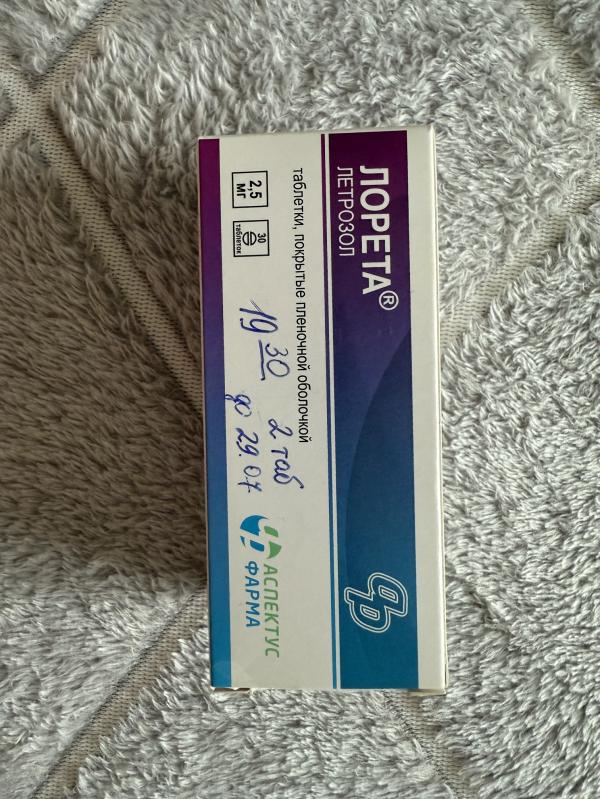 ЛОРЕТА®
ЛЕТРОЗОЛ
таблетки, покрытые пленочной оболочкой
2,5
МГ
30
таблеток
19 30 2 таб
до 29.07
АСПЕКТУС
ФАРМА